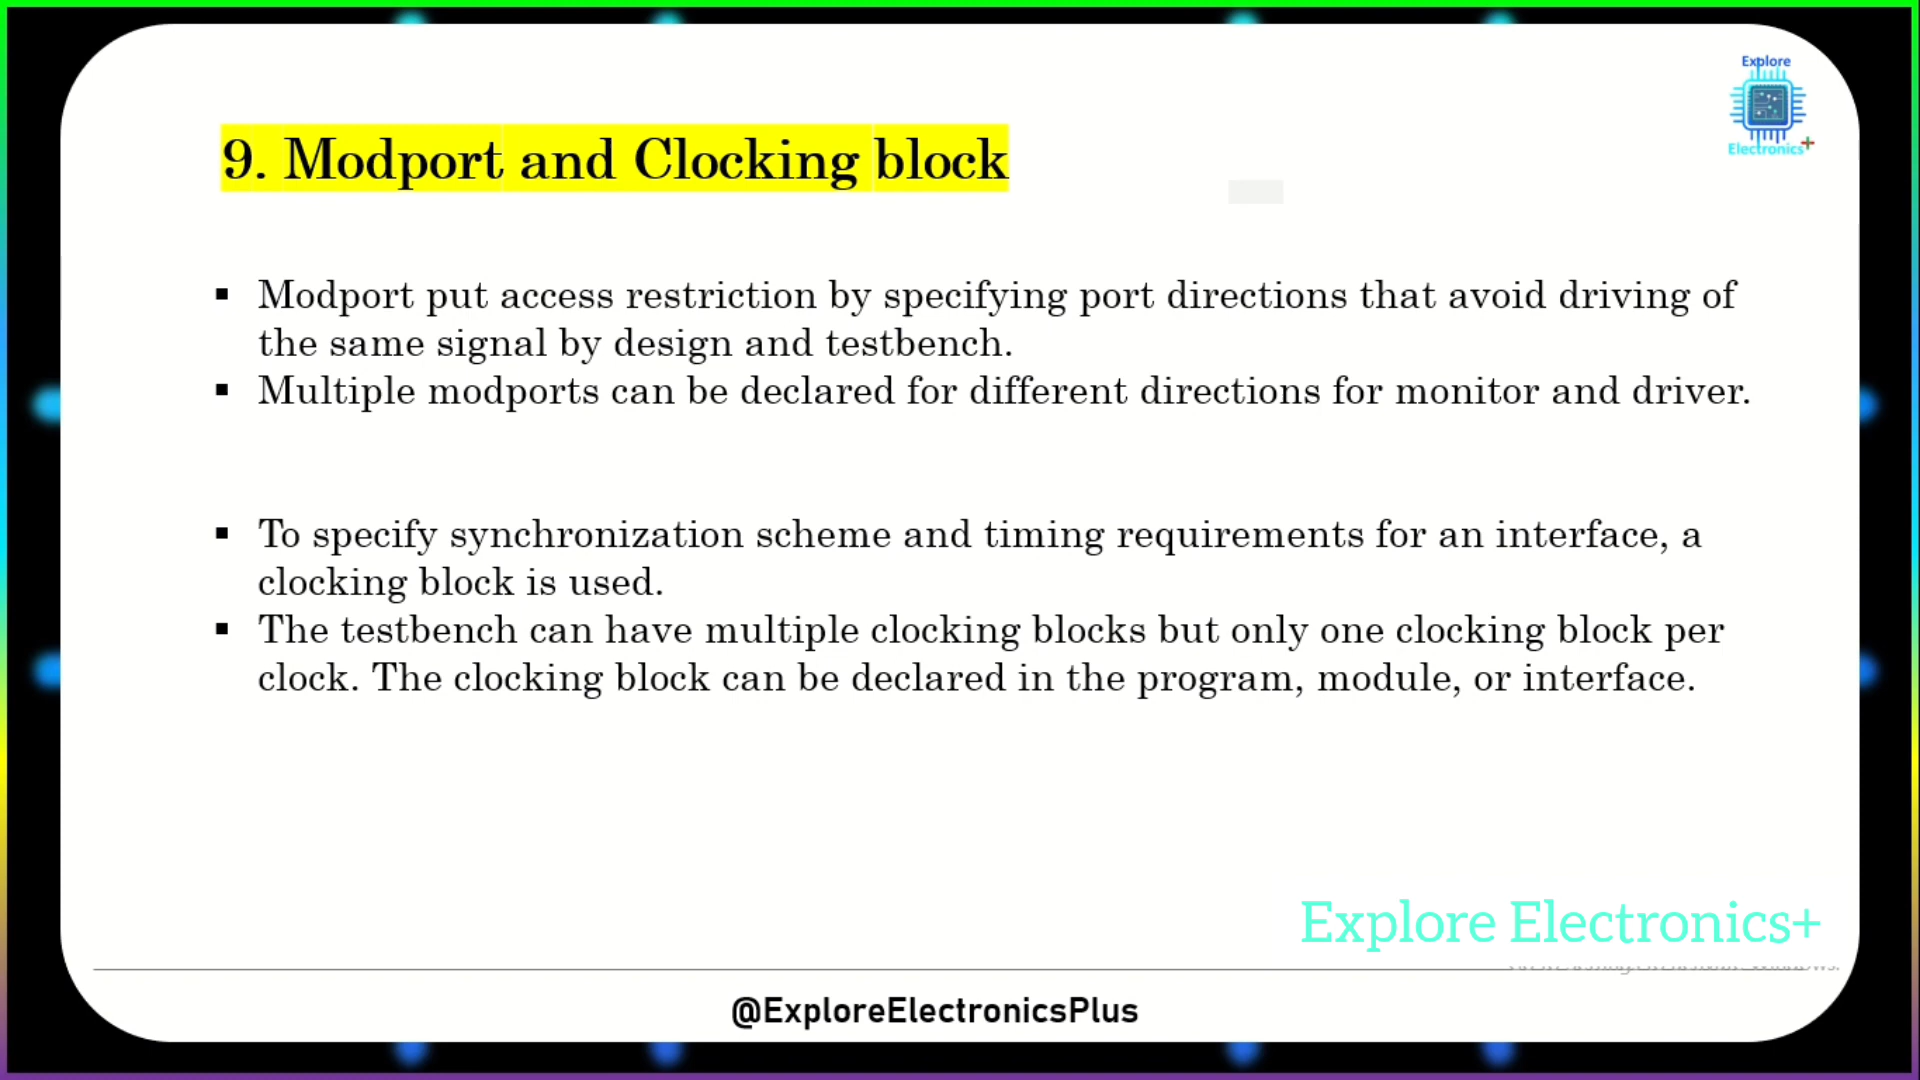 Explore
Electronics+
9. Modport and Clocking block
▪ Modport put access restriction by specifying port directions that avoid driving of
the same signal by design and testbench.
▪ Multiple modports can be declared for different directions for monitor and driver.
▪ To specify synchronization scheme and timing requirements for an interface, a
clocking block is used.
▪ The testbench can have multiple clocking blocks but only one clocking block per
clock. The clocking block can be declared in the program, module, or interface.
Explore Electronics+
@ExploreElectronicsPlus